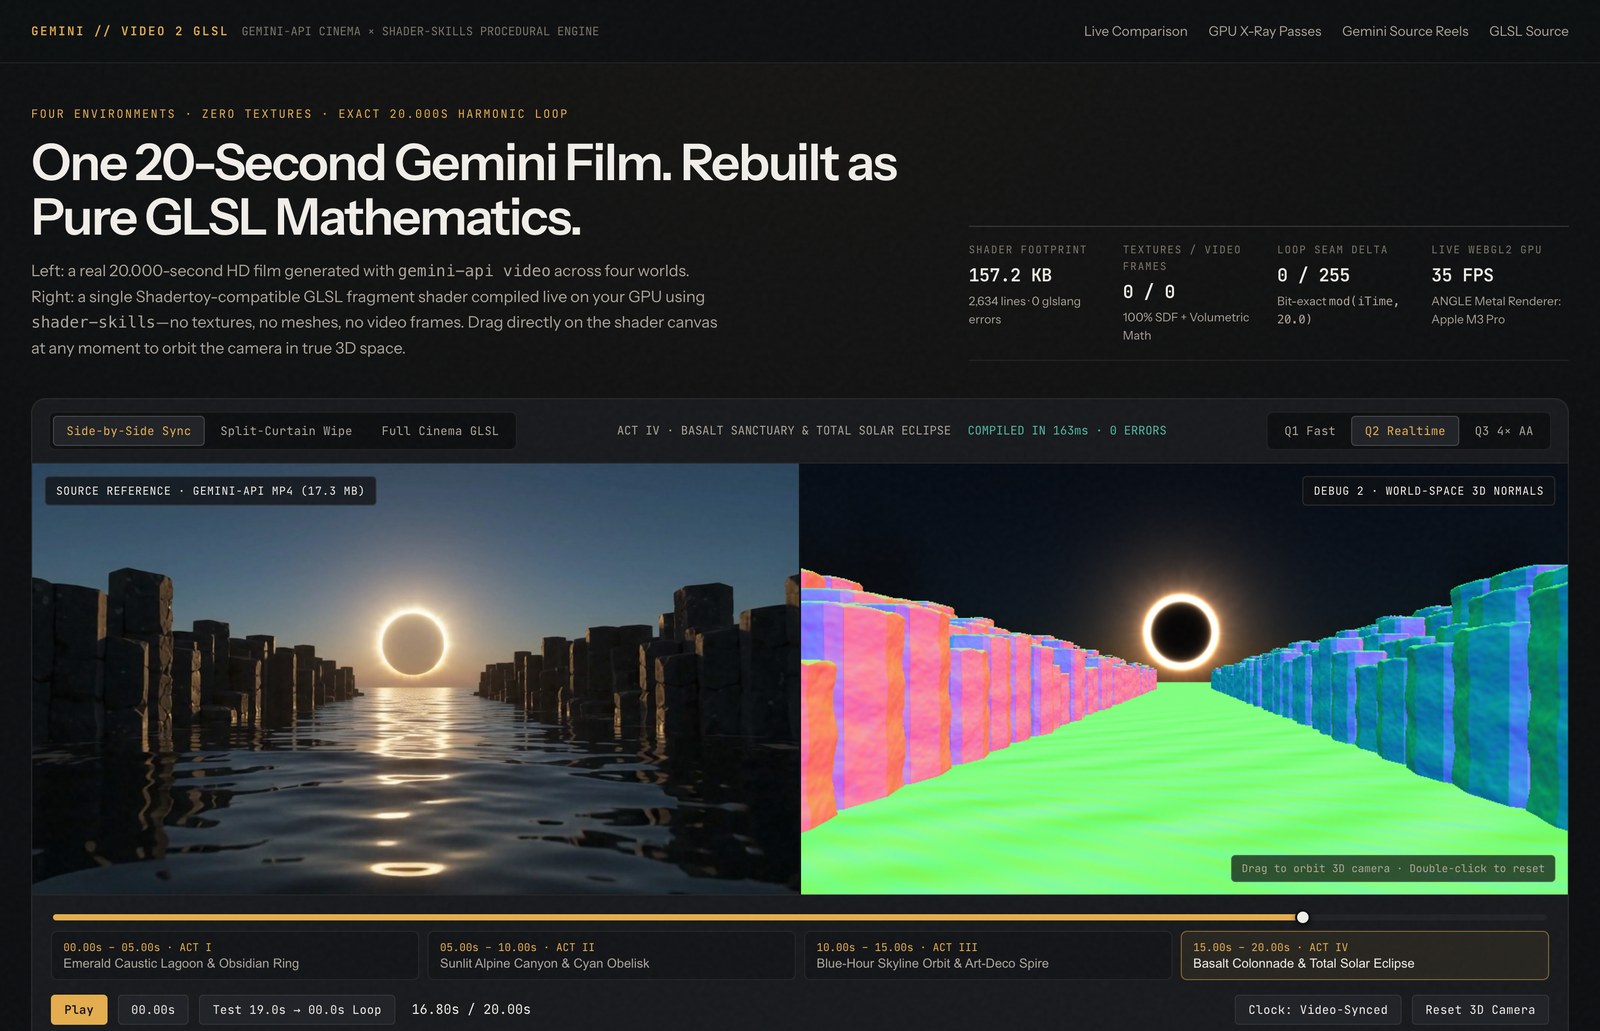 GEMINI // VIDEO 2 GLSL GEMINI-API CINEMA × SHADER-SKILLS PROCEDURAL ENGINE
Live Comparison GPU X-Ray Passes Gemini Source Reels GLSL Source
FOUR ENVIRONMENTS · ZERO TEXTURES · EXACT 20.000S HARMONIC LOOP
One 20-Second Gemini Film. Rebuilt as
Pure GLSL Mathematics.
Left: a real 20.000-second HD film generated with gemini-api video across four worlds.
Right: a single Shadertoy-compatible GLSL fragment shader compiled live on your GPU using
shader-skills—no textures, no meshes, no video frames. Drag directly on the shader canvas
at any moment to orbit the camera in true 3D space.
SHADER FOOTPRINT
157.2 KB
2,634 lines · 0 glslang
errors
TEXTURES / VIDEO
FRAMES
0 / 0
100% SDF + Volumetric
Math
LOOP SEAM DELTA
0 / 255
Bit-exact mod(iTime,
20.0)
LIVE WEBGL2 GPU
35 FPS
ANGLE Metal Renderer:
Apple M3 Pro
Side-by-Side Sync Split-Curtain Wipe Full Cinema GLSL
ACT IV · BASALT SANCTUARY & TOTAL SOLAR ECLIPSE COMPILED IN 163ms · 0 ERRORS
Q1 Fast Q2 Realtime Q3 4× AA
SOURCE REFERENCE · GEMINI-API MP4 (17.3 MB)
DEBUG 2 · WORLD-SPACE 3D NORMALS
Drag to orbit 3D camera · Double-click to reset
00.00s – 05.00s · ACT I
Emerald Caustic Lagoon & Obsidian Ring
05.00s – 10.00s · ACT II
Sunlit Alpine Canyon & Cyan Obelisk
10.00s – 15.00s · ACT III
Blue-Hour Skyline Orbit & Art-Deco Spire
15.00s – 20.00s · ACT IV
Basalt Colonnade & Total Solar Eclipse
Play 00.00s Test 19.0s → 00.0s Loop 16.80s / 20.00s
Clock: Video-Synced Reset 3D Camera